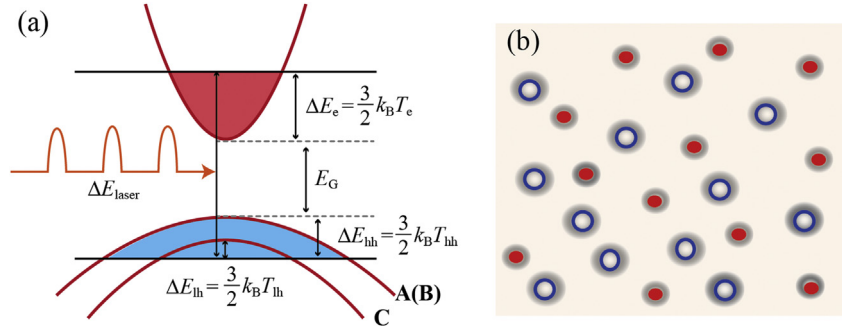 (a)
(b)
ΔE_e = 3/2 k_B T_e
E_G
ΔE_laser
ΔE_hh = 3/2 k_B T_hh
ΔE_lh = 3/2 k_B T_lh
A(B)
C